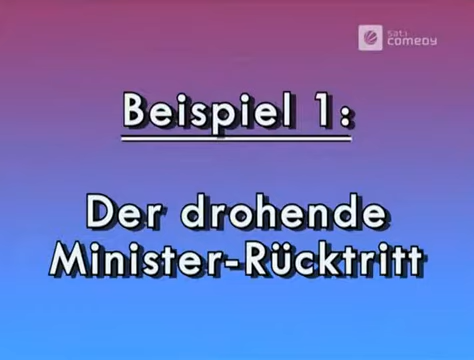 sat.1
comedy
Beispiel 1:
Der drohende
Minister-Rücktritt